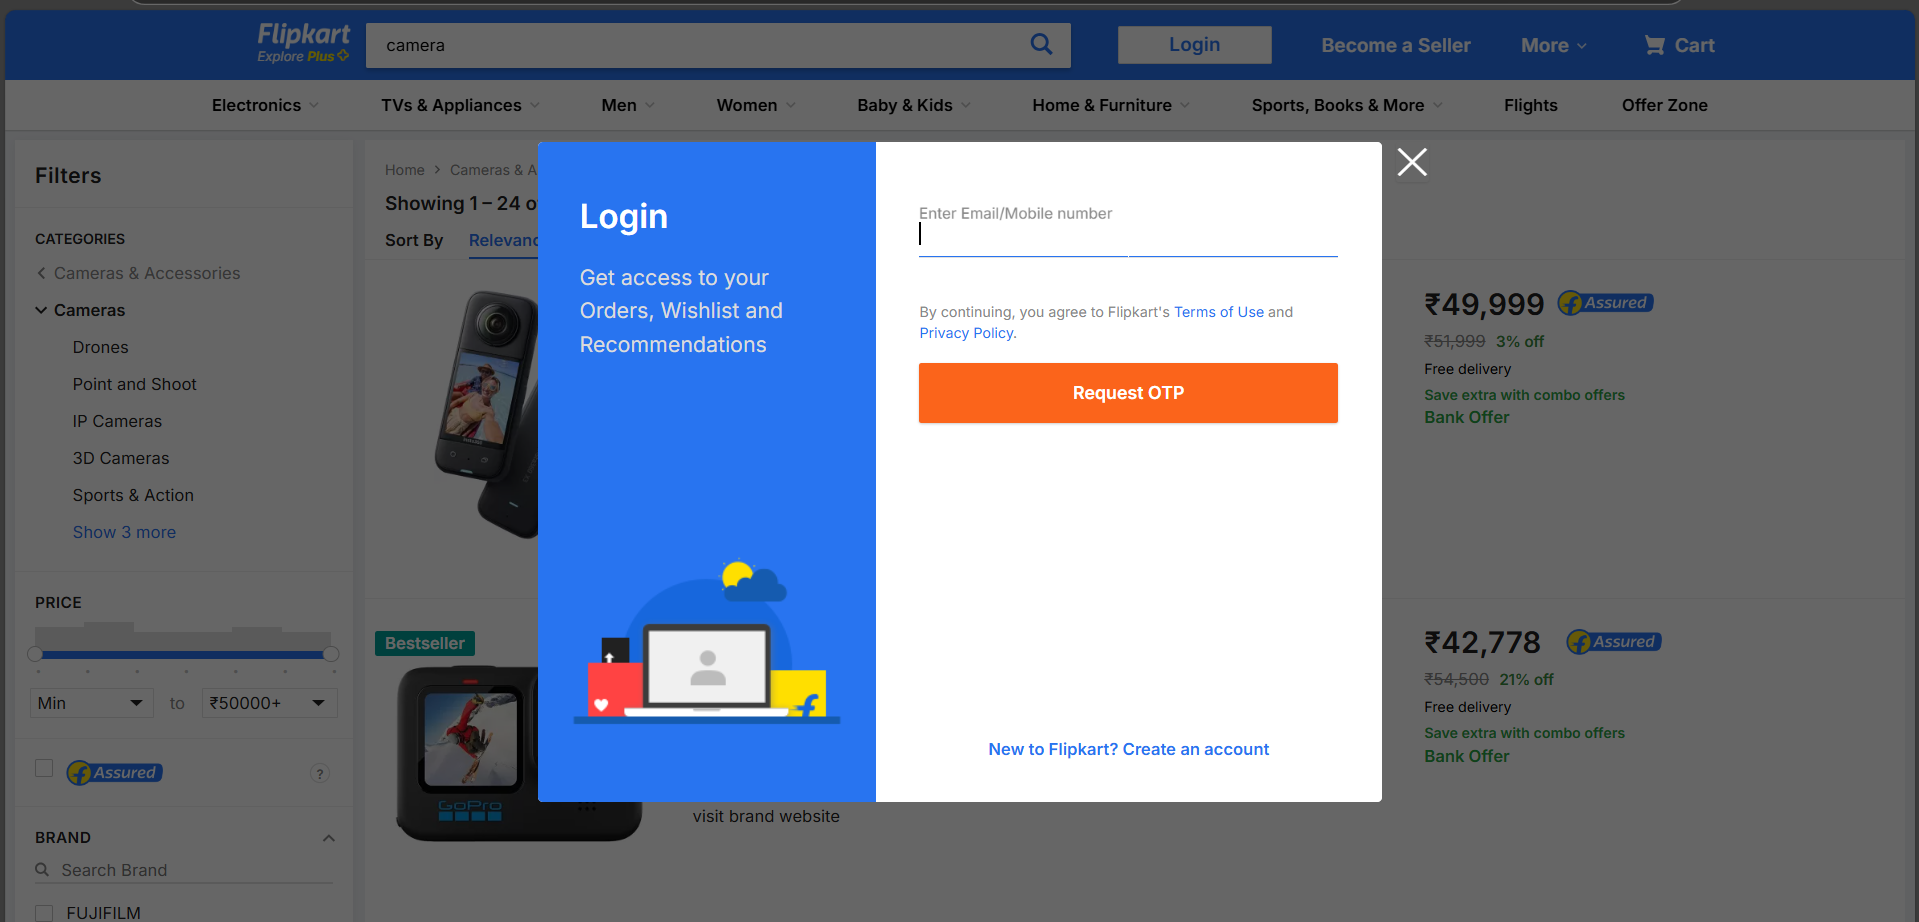 Flipkart
Explore Plus
camera
Login
Become a Seller
More
Cart
Electronics
TVs & Appliances
Men
Women
Baby & Kids
Home & Furniture
Sports, Books & More
Flights
Offer Zone
Filters
CATEGORIES
Cameras & Accessories
Cameras
Drones
Point and Shoot
IP Cameras
3D Cameras
Sports & Action
Show 3 more
PRICE
Min
to
₹50000+
Assured
?
BRAND
Search Brand
FUJIFILM
Home
Cameras & A
Showing 1 – 24 o
Sort By
Relevanc
Bestseller
GoPro
visit brand website
Login
Get access to your
Orders, Wishlist and
Recommendations
Enter Email/Mobile number
By continuing, you agree to Flipkart's Terms of Use and
Privacy Policy.
Request OTP
New to Flipkart? Create an account
₹49,999
Assured
₹51,999 3% off
Free delivery
Save extra with combo offers
Bank Offer
₹42,778
Assured
₹54,500 21% off
Free delivery
Save extra with combo offers
Bank Offer